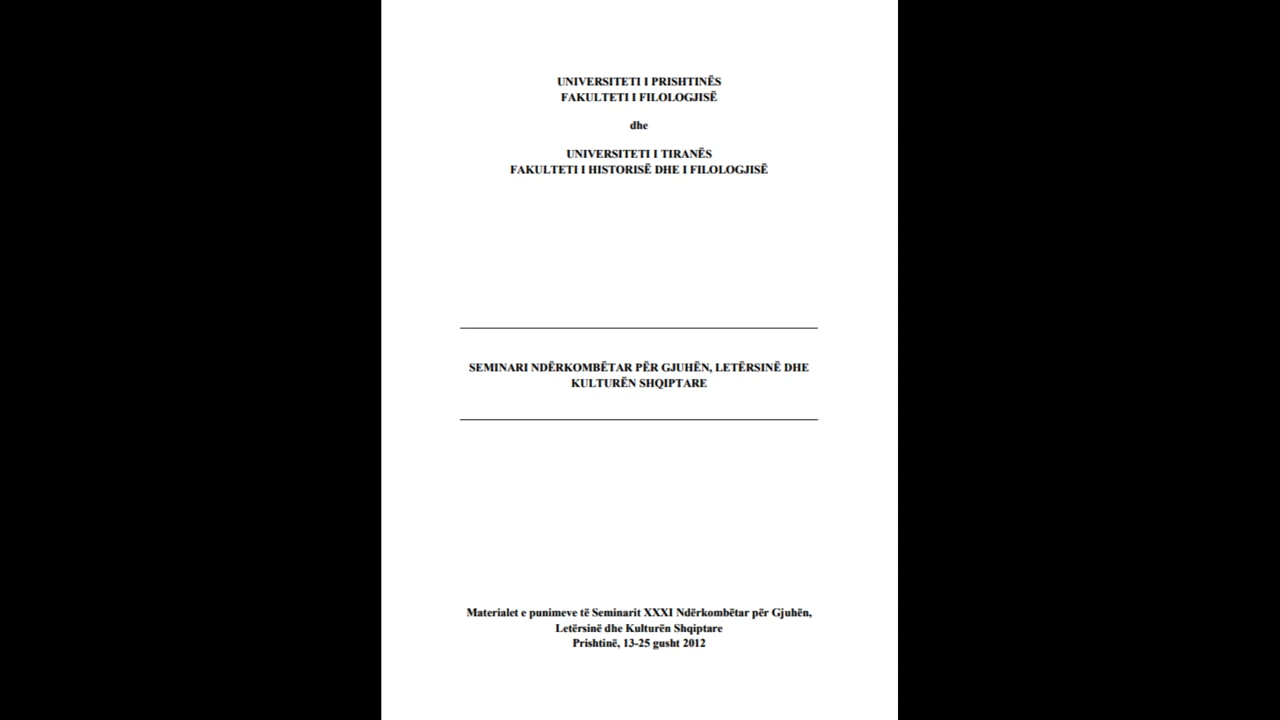 UNIVERSITETI I PRISHTINËS
FAKULTETI I FILOLOGJISË
dhe
UNIVERSITETI I TIRANËS
FAKULTETI I HISTORISË DHE I FILOLOGJISË
SEMINARI NDËRKOMBËTAR PËR GJUHËN, LETËRSINË DHE
KULTURËN SHQIPTARE
Materialet e punimeve të Seminarit XXXI Ndërkombëtar për Gjuhën,
Letërsinë dhe Kulturën Shqiptare
Prishtinë, 13-25 gusht 2012